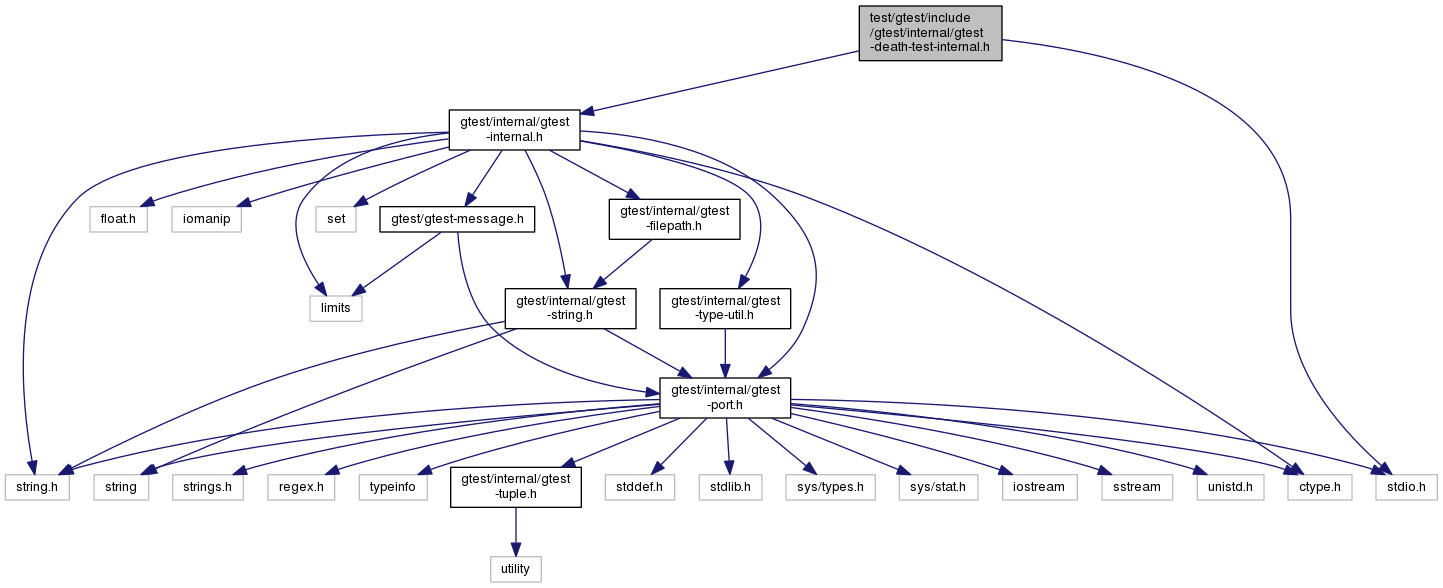 test/gtest/include
/gtest/internal/gtest
-death-test-internal.h
gtest/internal/gtest
-internal.h
float.h
iomanip
set
gtest/gtest-message.h
gtest/internal/gtest
-filepath.h
limits
gtest/internal/gtest
-string.h
gtest/internal/gtest
-type-util.h
gtest/internal/gtest
-port.h
string.h
string
strings.h
regex.h
typeinfo
gtest/internal/gtest
-tuple.h
stddef.h
stdlib.h
sys/types.h
sys/stat.h
iostream
sstream
unistd.h
ctype.h
stdio.h
utility